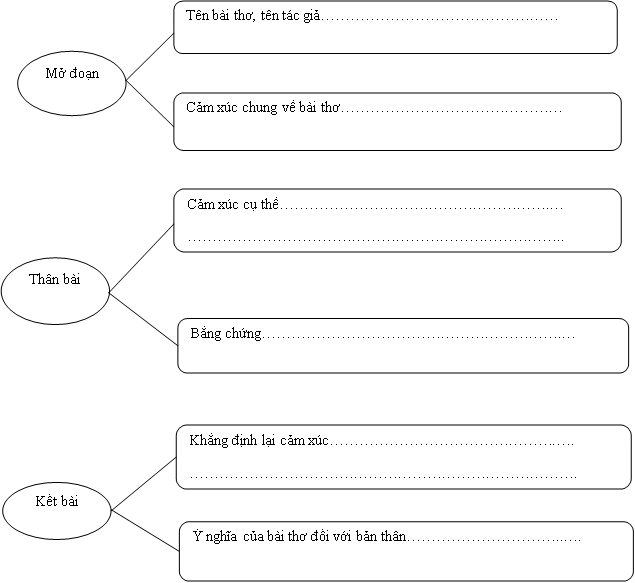 Mở đoạn
Tên bài thơ, tên tác giả…………………………………………
Cảm xúc chung về bài thơ………………………………………
Thân bài
Cảm xúc cụ thể…………………………………………………
…………………………………………………………………..
Bằng chứng………………………………………………………
Kết bài
Khẳng định lại cảm xúc…………………………………………..
…………………………………………………………………….
Ý nghĩa của bài thơ đối với bản thân……………………………..